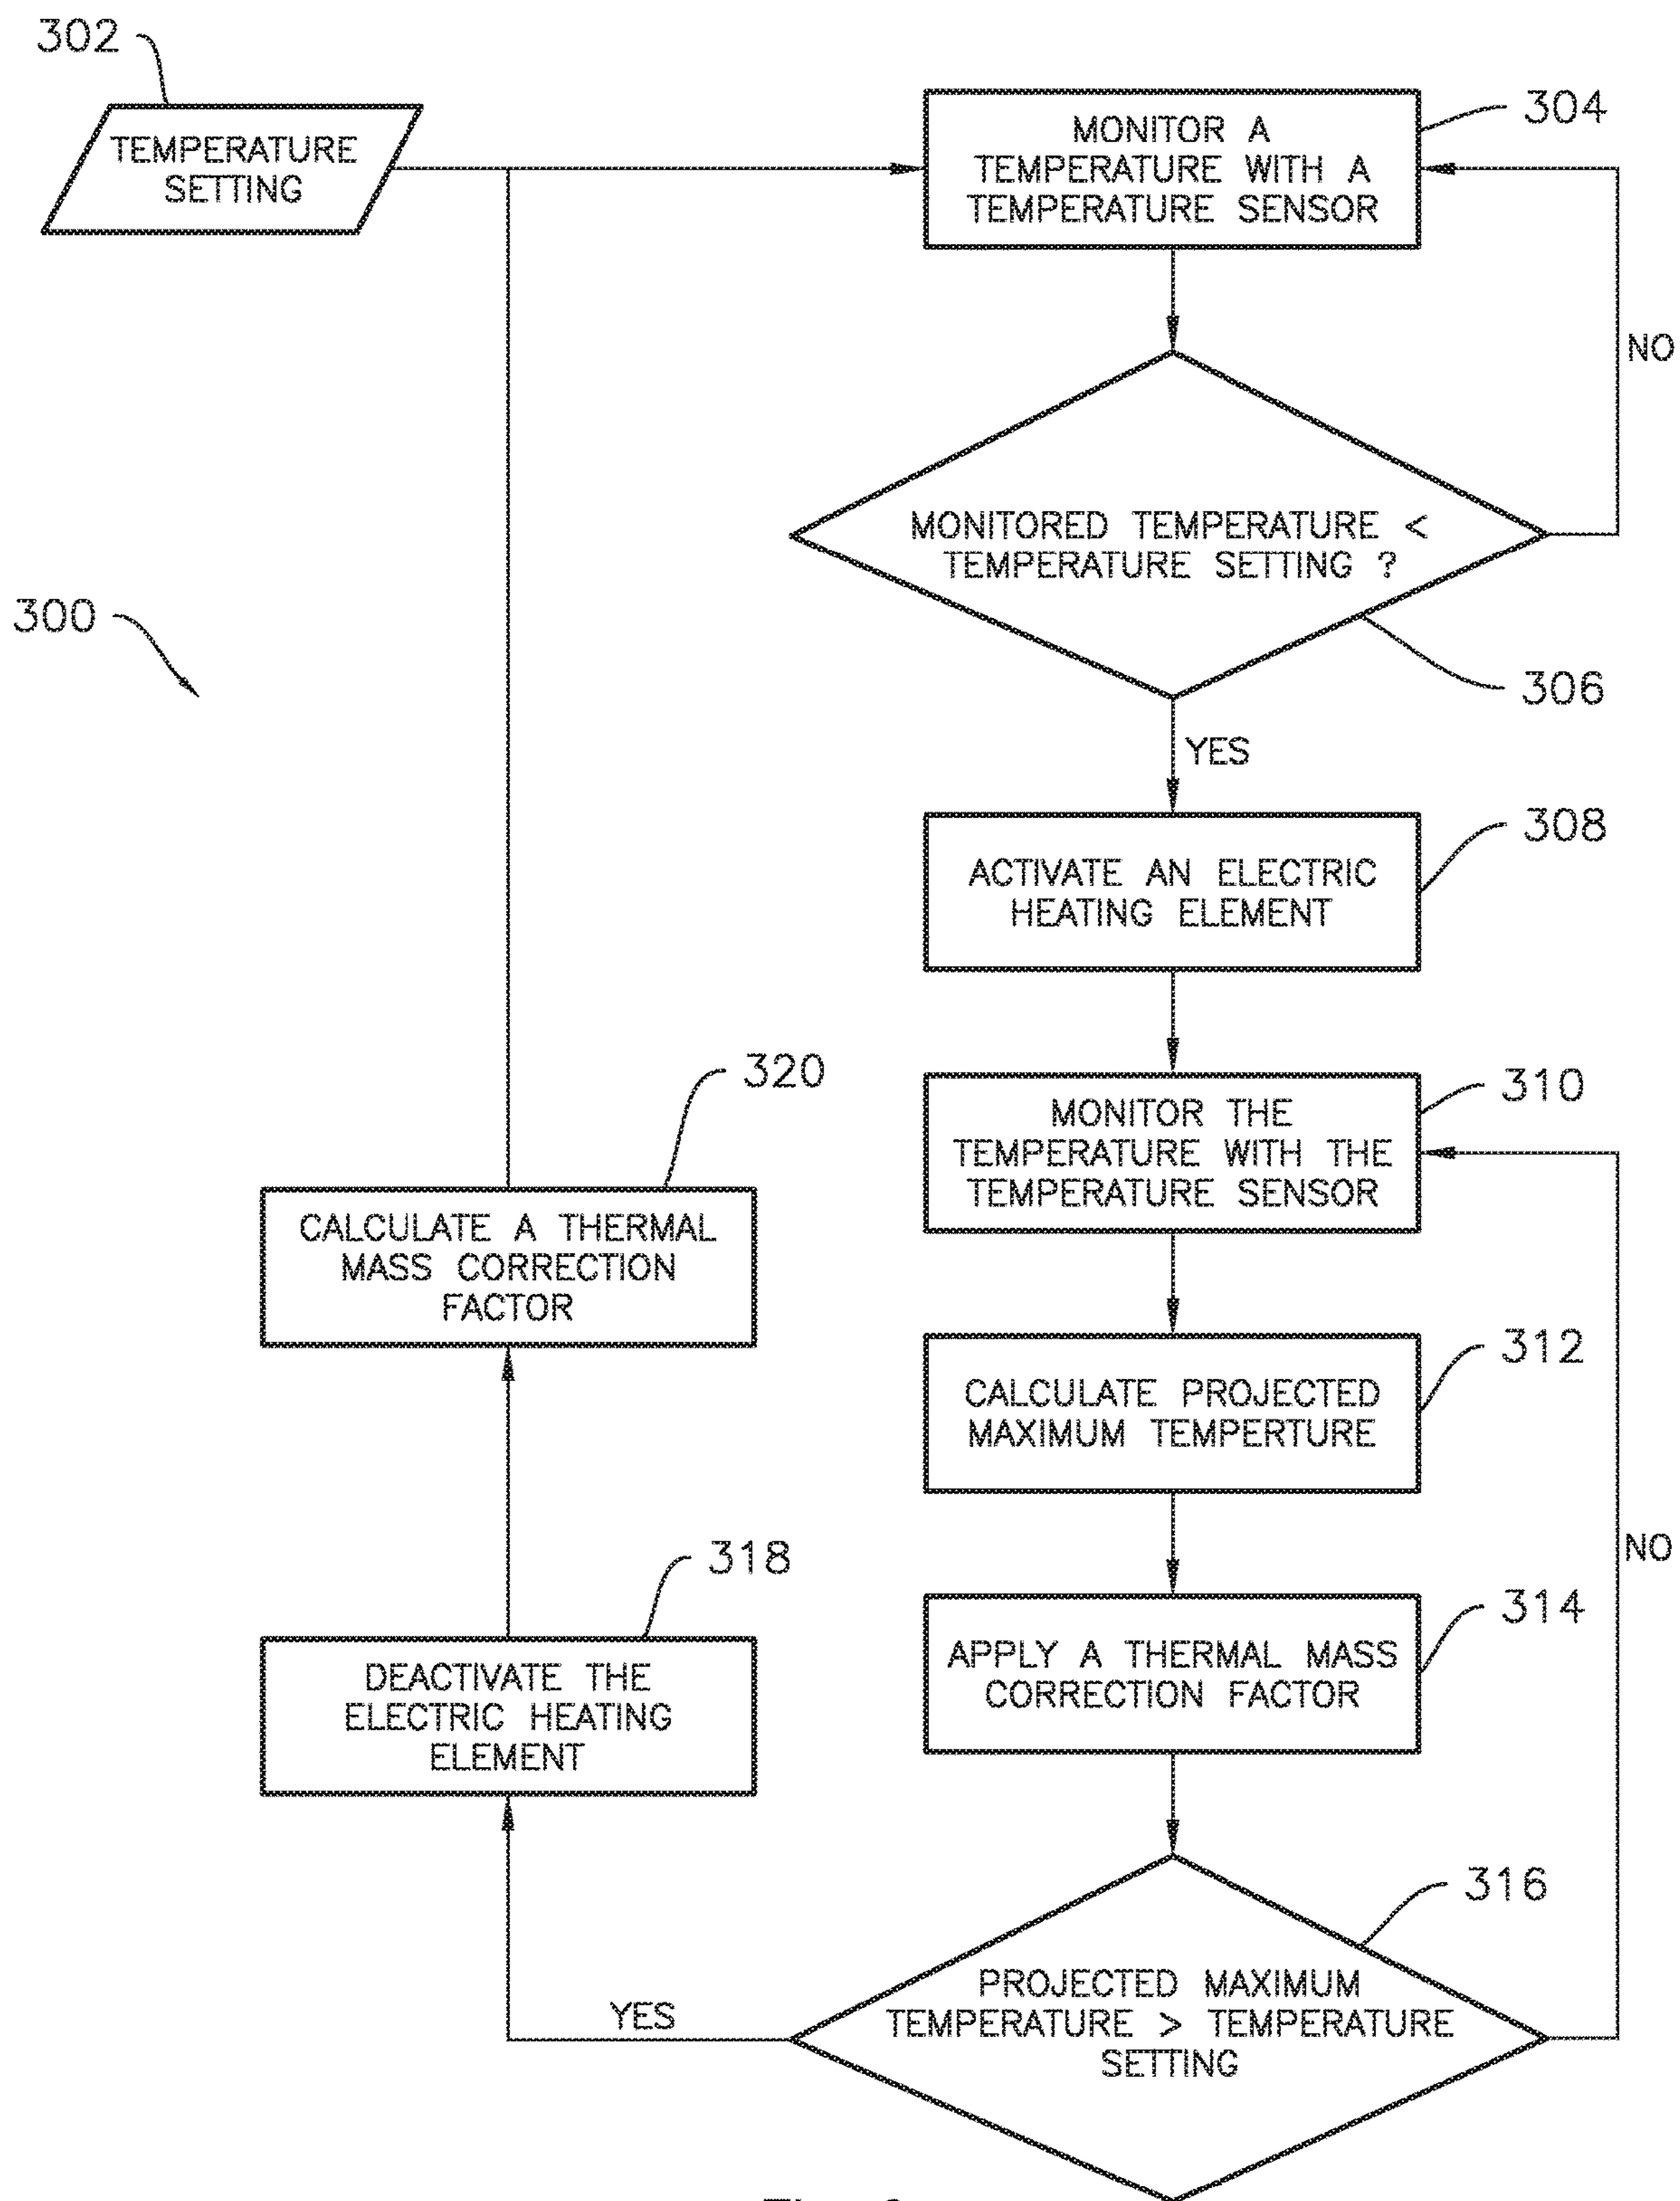 302
TEMPERATURE
SETTING
304
MONITOR A
TEMPERATURE WITH A
TEMPERATURE SENSOR
NO
MONITORED TEMPERATURE <
TEMPERATURE SETTING ?
306
300
YES
308
ACTIVATE AN ELECTRIC
HEATING ELEMENT
310
MONITOR THE
TEMPERATURE WITH THE
TEMPERATURE SENSOR
312
CALCULATE PROJECTED
MAXIMUM TEMPERTURE
314
APPLY A THERMAL MASS
CORRECTION FACTOR
NO
316
PROJECTED MAXIMUM
TEMPERATURE > TEMPERATURE
SETTING
YES
318
DEACTIVATE THE
ELECTRIC HEATING
ELEMENT
320
CALCULATE A THERMAL
MASS CORRECTION
FACTOR